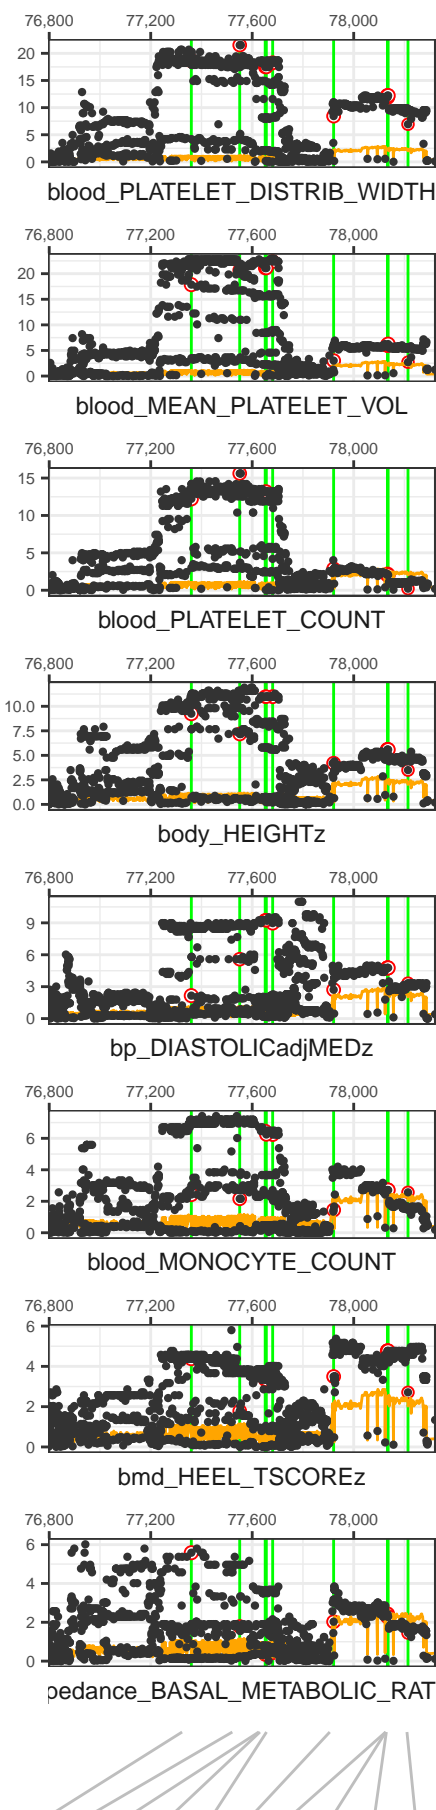 76,800 77,200 77,600 78,000
20
15
10
5
0
blood_PLATELET_DISTRIB_WIDTH
76,800 77,200 77,600 78,000
20
15
10
5
0
blood_MEAN_PLATELET_VOL
76,800 77,200 77,600 78,000
15
10
5
0
blood_PLATELET_COUNT
76,800 77,200 77,600 78,000
10.0
7.5
5.0
2.5
0.0
body_HEIGHTz
76,800 77,200 77,600 78,000
9
6
3
0
bp_DIASTOLICadjMEDz
76,800 77,200 77,600 78,000
6
4
2
0
blood_MONOCYTE_COUNT
76,800 77,200 77,600 78,000
6
4
2
0
bmd_HEEL_TSCOREz
76,800 77,200 77,600 78,000
6
4
2
0
pedance_BASAL_METABOLIC_RAT